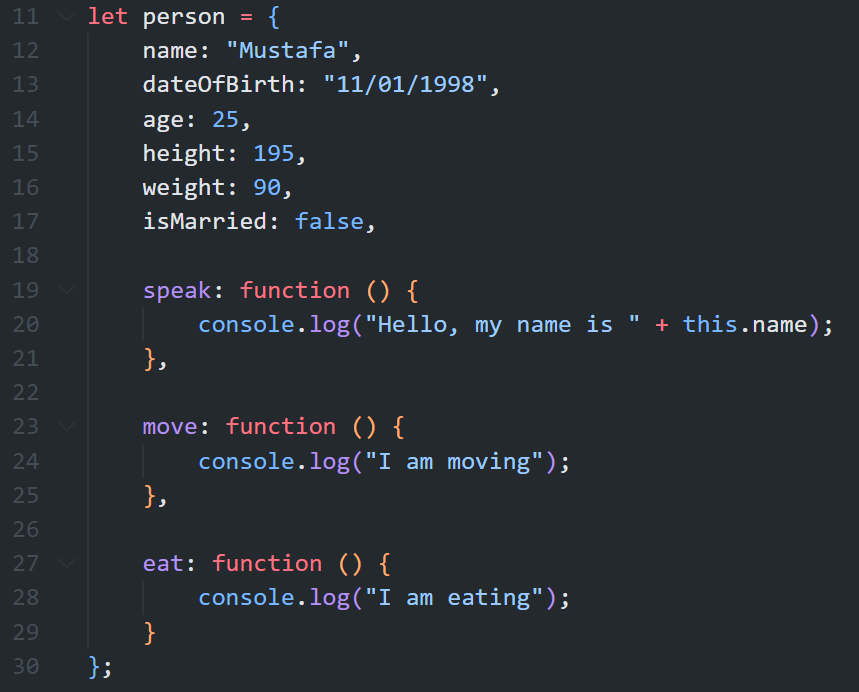 11 let person = {
12     name: "Mustafa",
13     dateOfBirth: "11/01/1998",
14     age: 25,
15     height: 195,
16     weight: 90,
17     isMarried: false,
18
19     speak: function () {
20         console.log("Hello, my name is " + this.name);
21     },
22
23     move: function () {
24         console.log("I am moving");
25     },
26
27     eat: function () {
28         console.log("I am eating");
29     }
30 };